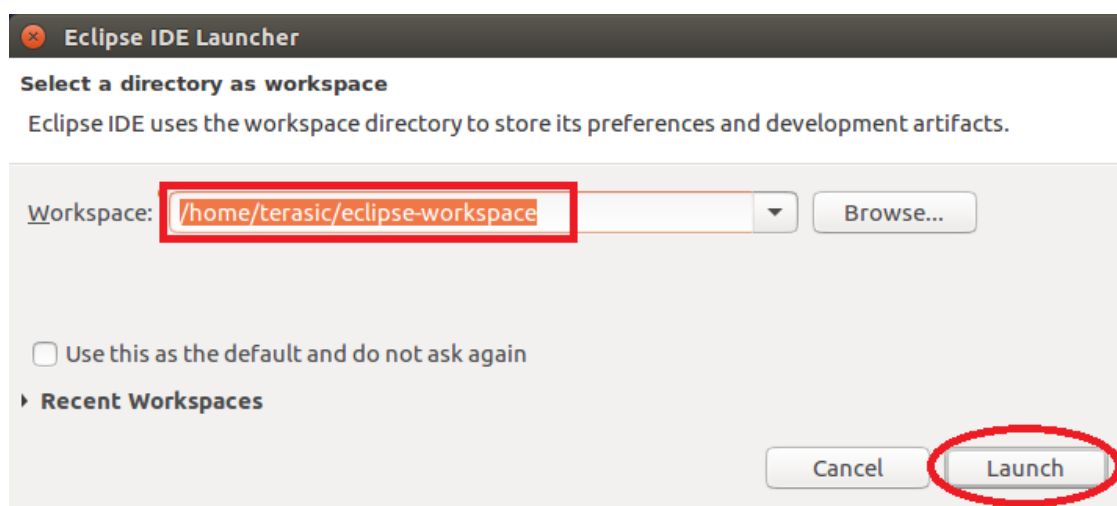 Eclipse IDE Launcher
Select a directory as workspace
Eclipse IDE uses the workspace directory to store its preferences and development artifacts.
Workspace: /home/terasic/eclipse-workspace Browse...
Use this as the default and do not ask again
Recent Workspaces
Cancel Launch